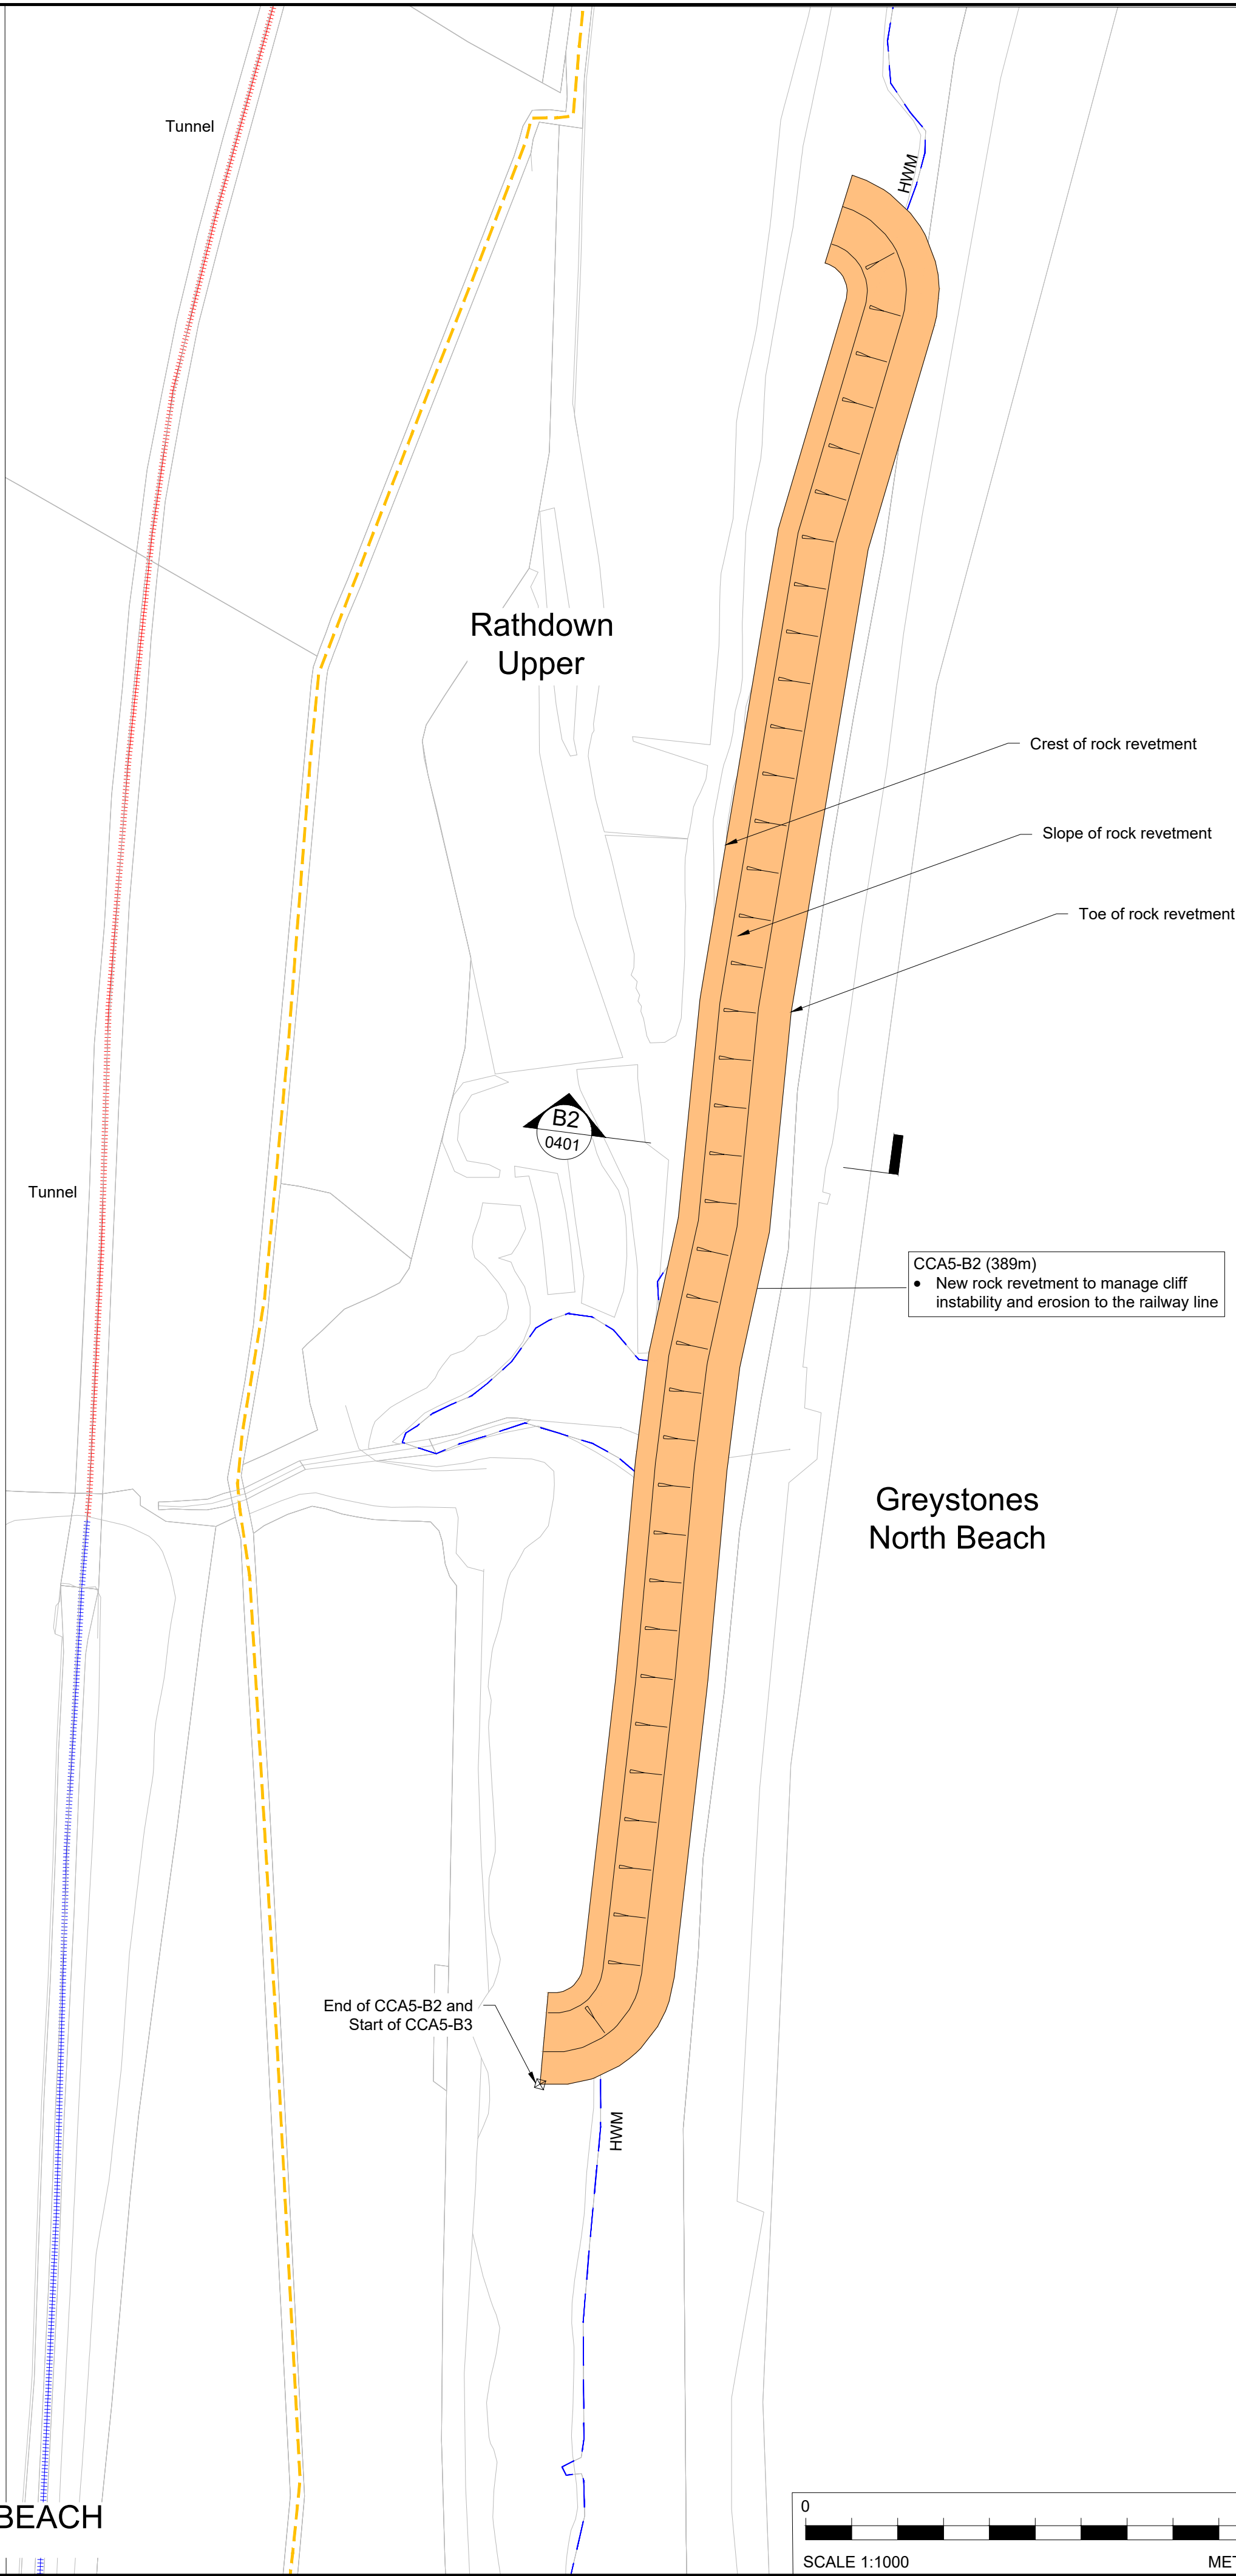 Tunnel
HWM
Rathdown
Upper
Crest of rock revetment
Slope of rock revetment
Toe of rock revetment
B2
0401
Tunnel
CCA5-B2 (389m)
• New rock revetment to manage cliff
instability and erosion to the railway line
Greystones
North Beach
End of CCA5-B2 and
Start of CCA5-B3
HWM
BEACH
0
SCALE 1:1000